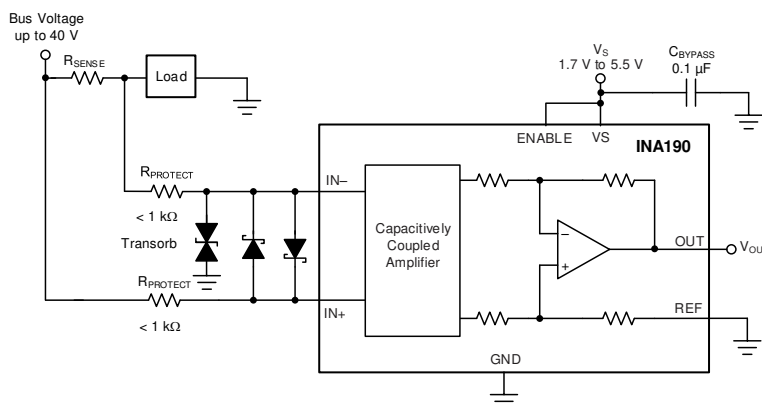 Bus Voltage
up to 40 V
RSENSE
Load
VS
1.7 V to 5.5 V
CBYPASS
0.1 µF
ENABLE
VS
INA190
RPROTECT
< 1 kΩ
Transorb
IN–
Capacitively
Coupled
Amplifier
–
+
OUT
VOU
RPROTECT
< 1 kΩ
IN+
REF
GND